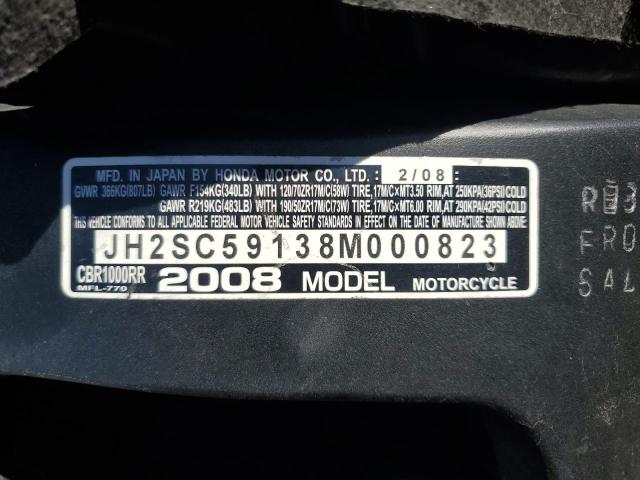 MFD. IN JAPAN BY HONDA MOTOR CO., LTD. : 2/08
GVWR 366KG(807LB) GAWR F154KG(340LB) WITH 120/70ZR17M/C(58W) TIRE,17M/C×MT3.50 RIM,AT 250KPA(36PSI)COLD
GAWR R219KG(483LB) WITH 190/50ZR17M/C(73W) TIRE,17M/C×MT6.00 RIM,AT 290KPA(42PSI)COLD
THIS VEHICLE CONFORMS TO ALL APPLICABLE FEDERAL MOTOR VEHICLE SAFETY STANDARDS IN EFFECT ON THE DATE OF MANUFACTURE SHOWN ABOVE.
JH2SC59138M000823
CBR1000RR 2008 MODEL MOTORCYCLE
MFL-770
FRO
SAL